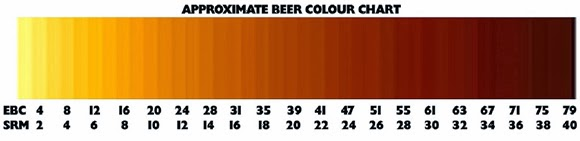 APPROXIMATE BEER COLOUR CHART
EBC 4 8 12 16 20 24 28 31 35 39 41 47 51 55 61 63 67 71 75 79
SRM 2 4 6 8 10 12 14 16 18 20 22 24 26 28 30 32 34 36 38 40